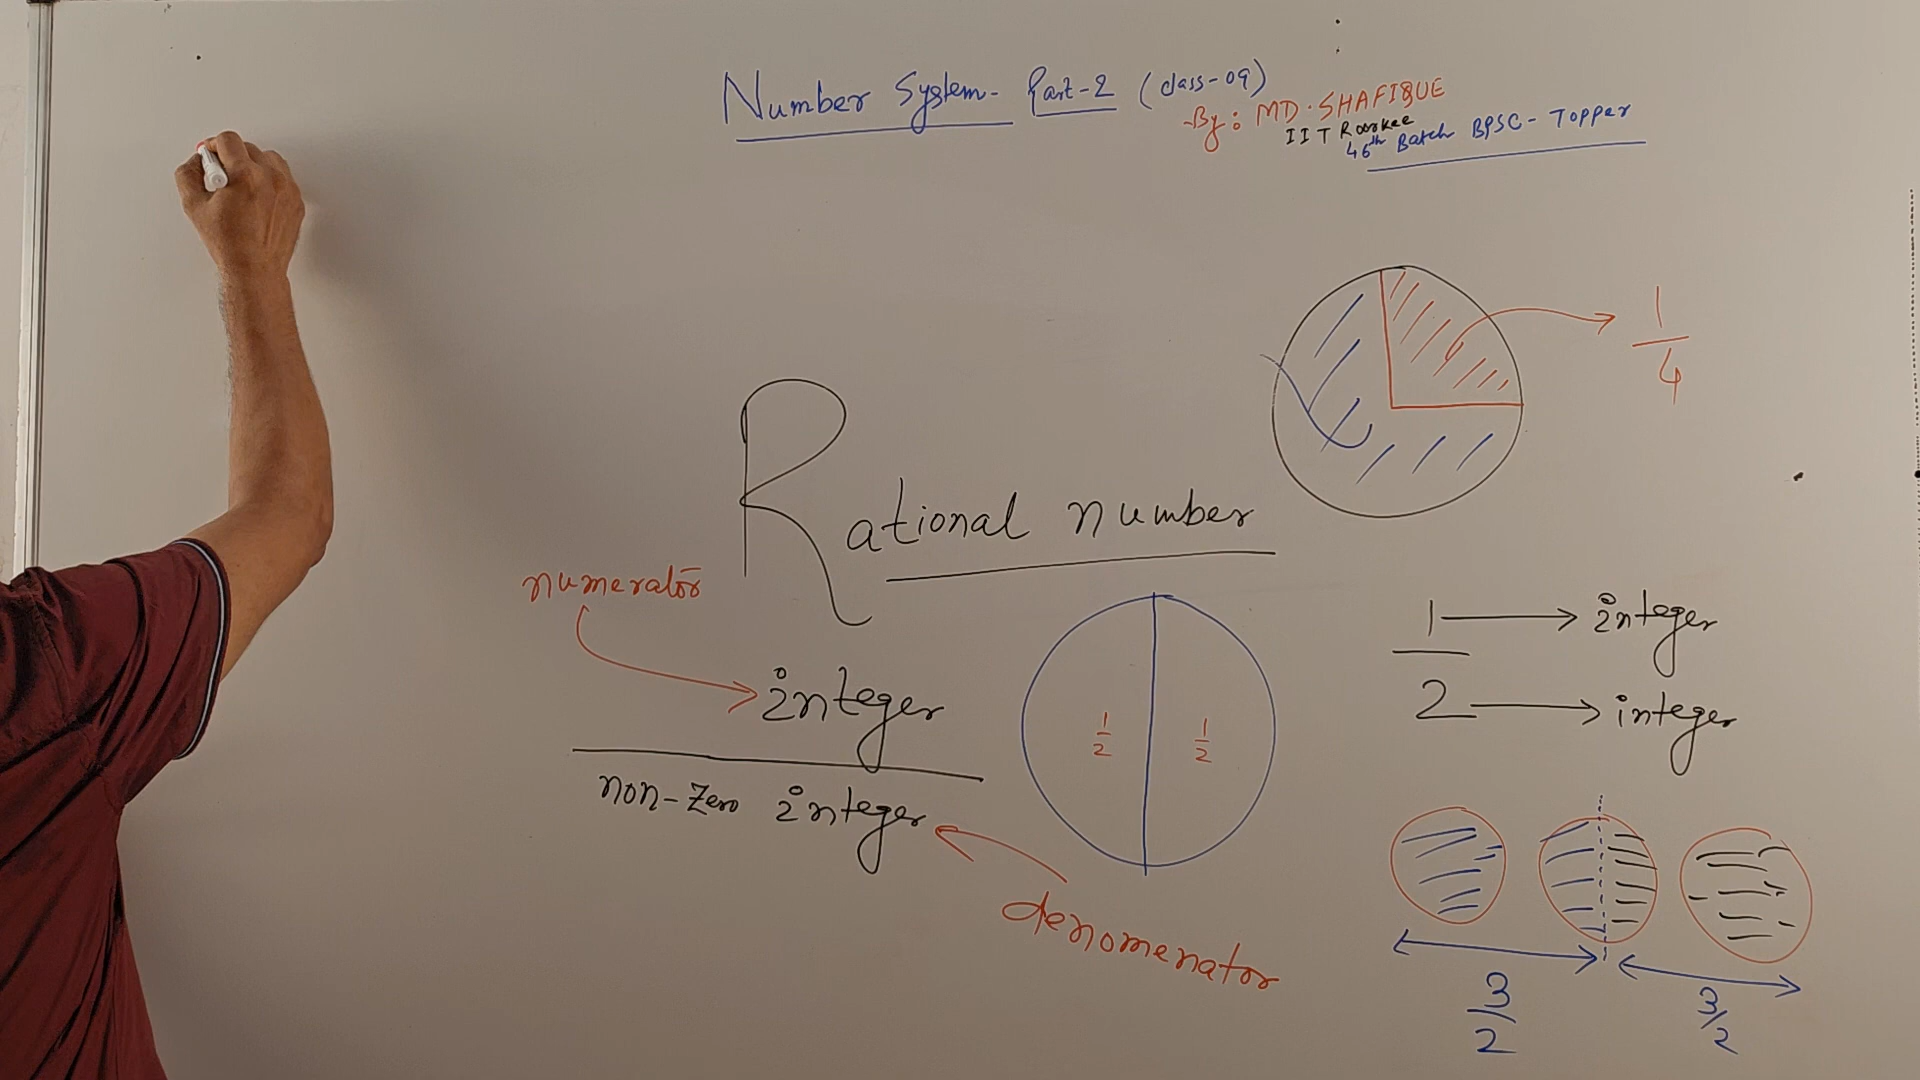 Number System- Part-2 (class-09)
By: MD. SHAFIQUE
IIT Roorkee
46th Batch BPSC - Topper
1
4
Rational number
numerator
integer
non-Zero integer
denomenator
1
2
1
2
1 → integer
2 → integer
3
2
3/2